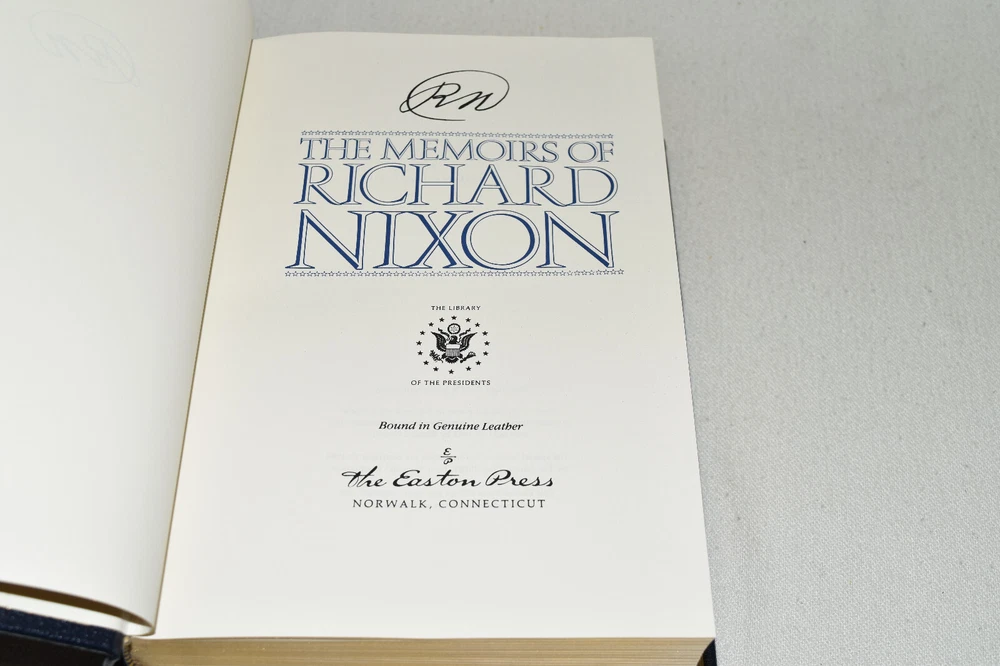 RN
THE MEMOIRS OF
RICHARD
NIXON
THE LIBRARY
OF THE PRESIDENTS
Bound in Genuine Leather
E
P
the Easton Press
NORWALK, CONNECTICUT